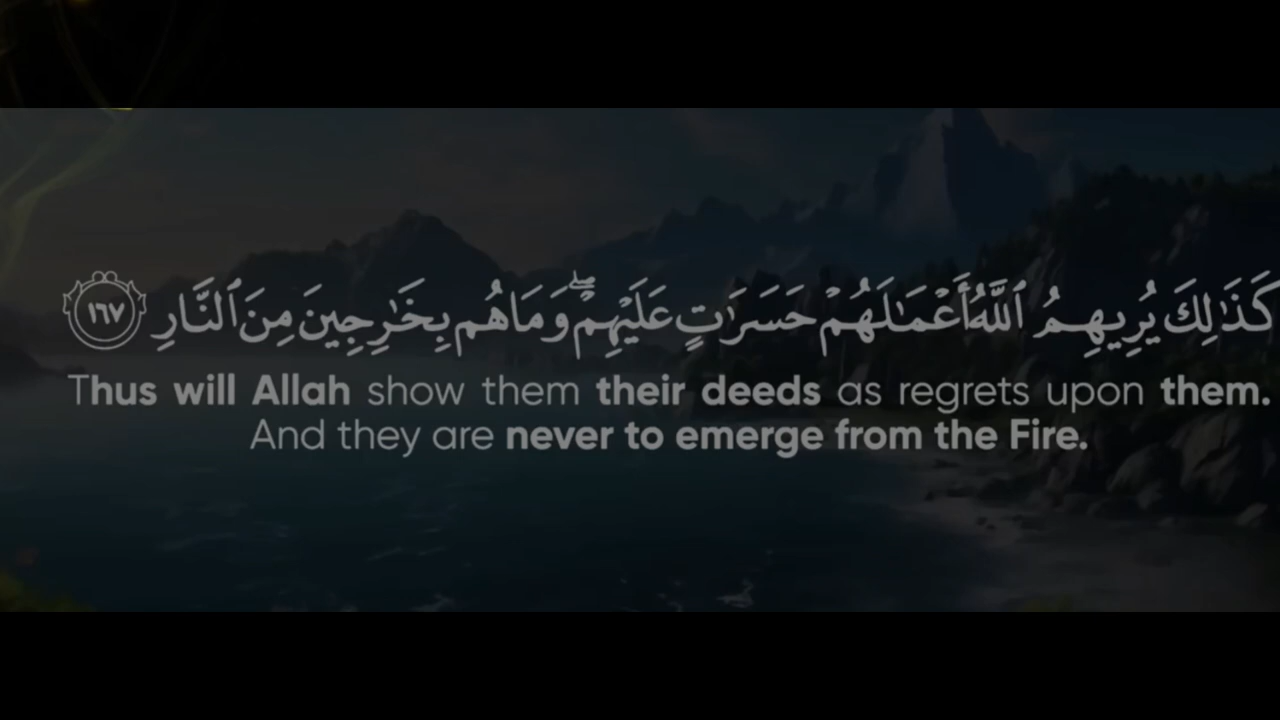 كَذَٰلِكَ يُرِيهِمُ ٱللَّهُ أَعْمَـٰلَهُمْ حَسَرَٰتٍ عَلَيْهِمْ ۖ وَمَا هُم بِخَـٰرِجِينَ مِنَ ٱلنَّارِ ١٦٧
Thus will Allah show them their deeds as regrets upon them.
And they are never to emerge from the Fire.